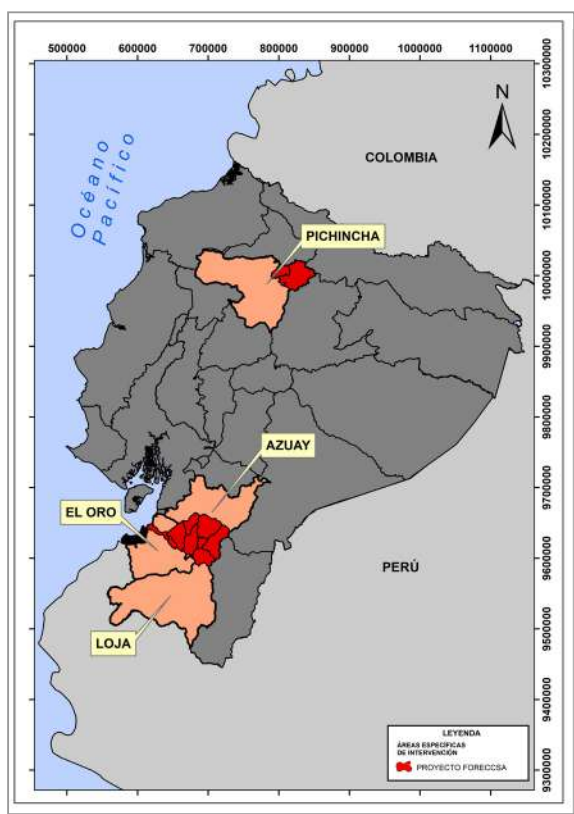 500000 600000 700000 800000 900000 1000000 1100000
10300000
10200000
10100000
10000000
9900000
9800000
9700000
9600000
9500000
9400000
9300000
N
COLOMBIA
Océano
Pacífico
PICHINCHA
AZUAY
EL ORO
PERÚ
LOJA
LEYENDA
ÁREAS ESPECÍFICAS
DE INTERVENCIÓN
PROYECTO FORECCSA